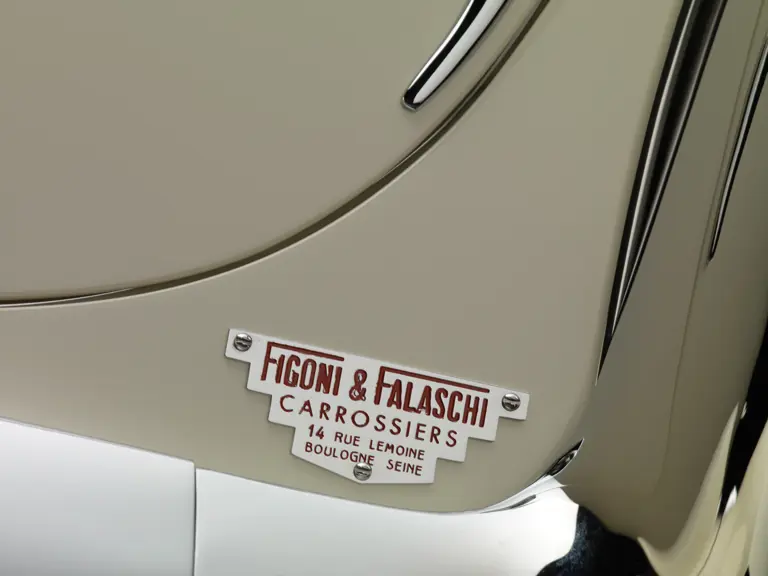 FIGONI & FALASCHI
CARROSSIERS
14 RUE LEMOINE
BOULOGNE SEINE